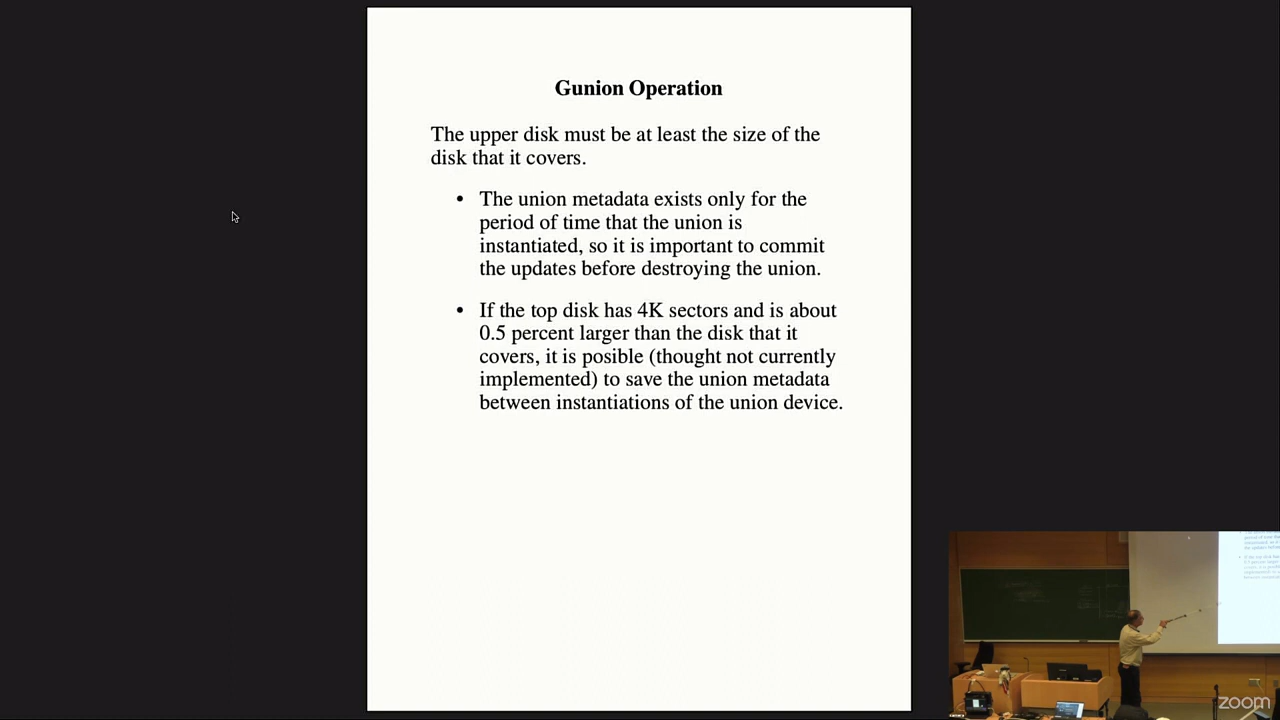 Gunion Operation
The upper disk must be at least the size of the
disk that it covers.
• The union metadata exists only for the
period of time that the union is
instantiated, so it is important to commit
the updates before destroying the union.
• If the top disk has 4K sectors and is about
0.5 percent larger than the disk that it
covers, it is posible (thought not currently
implemented) to save the union metadata
between instantiations of the union device.
zoom